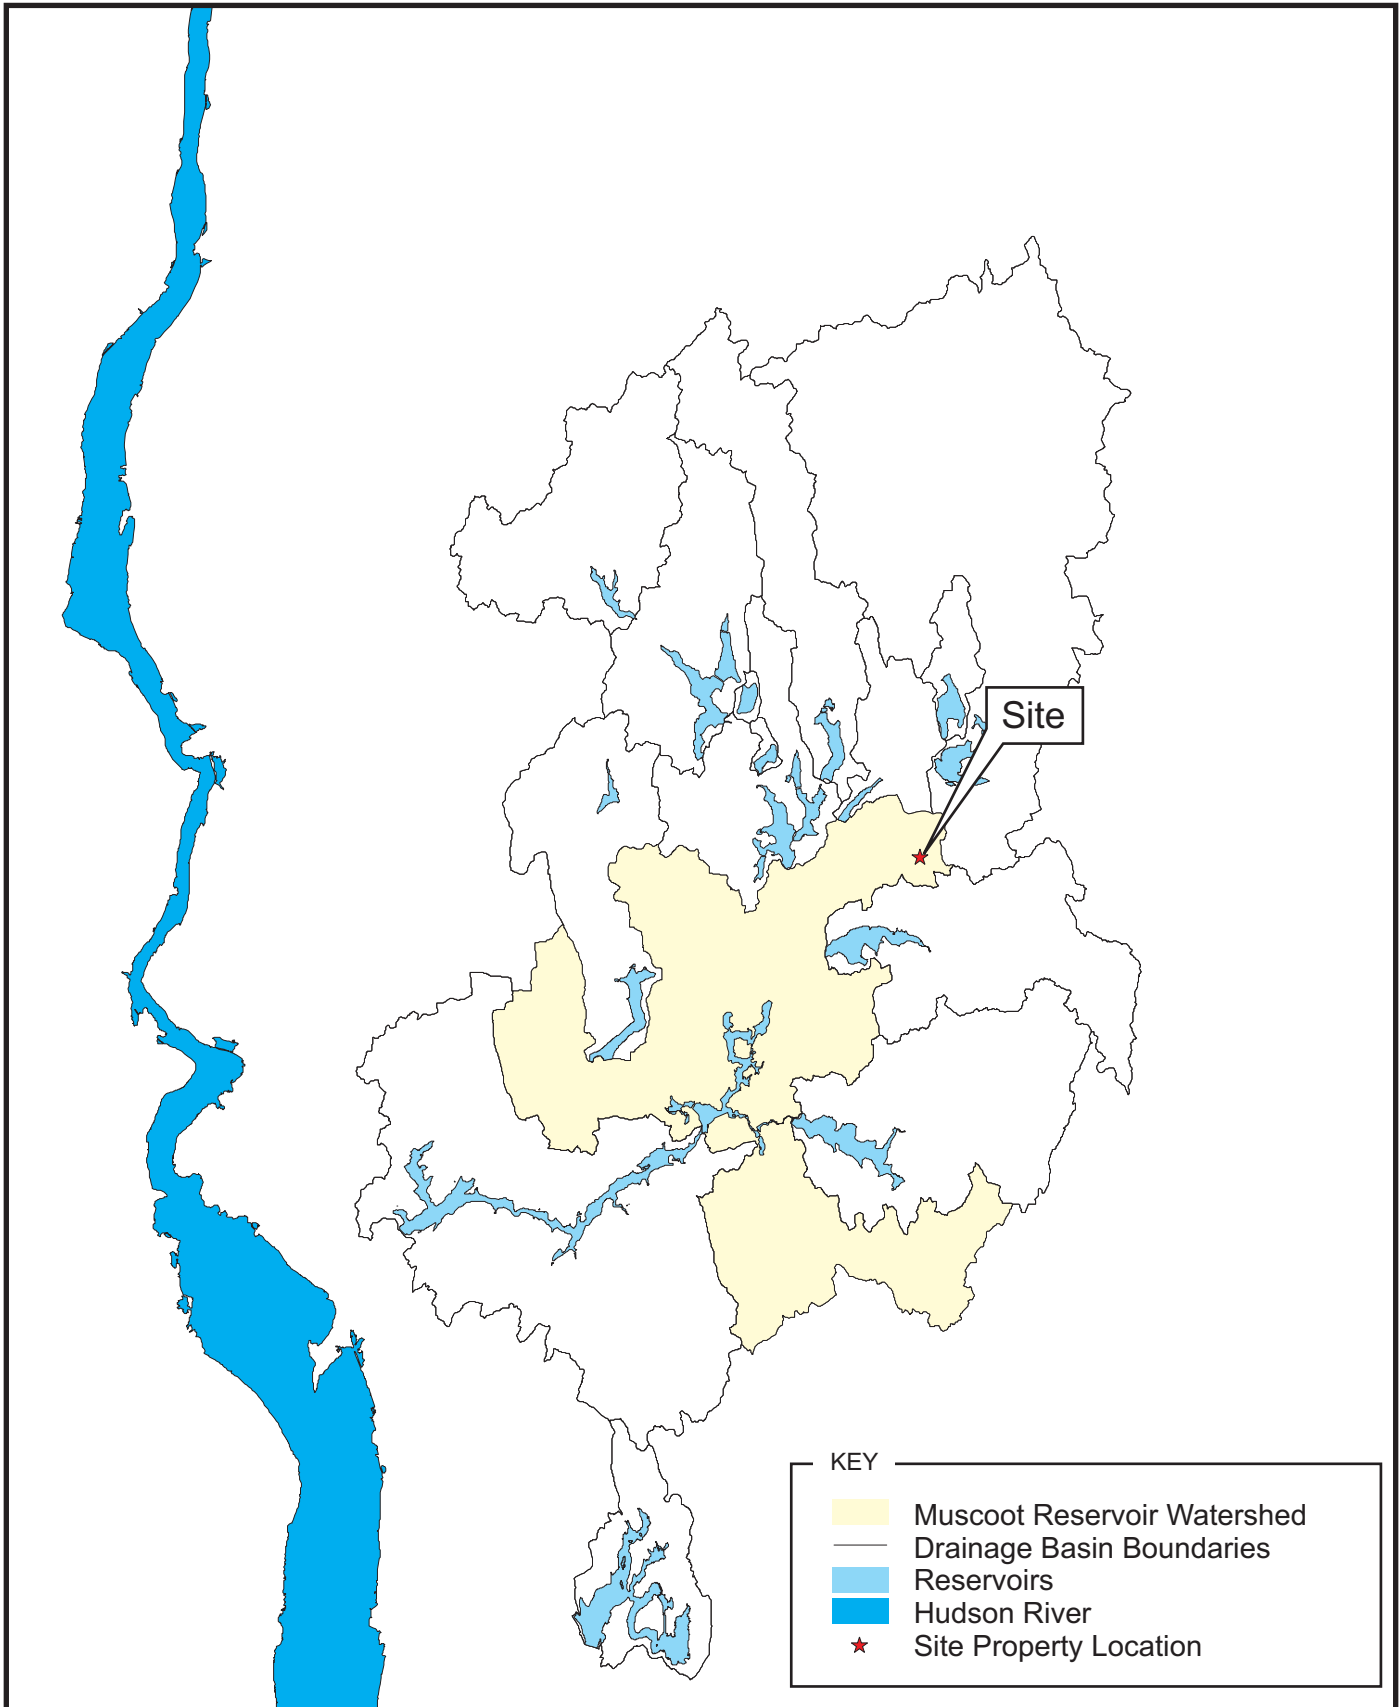 Site
KEY
Muscoot Reservoir Watershed
Drainage Basin Boundaries
Reservoirs
Hudson River
Site Property Location